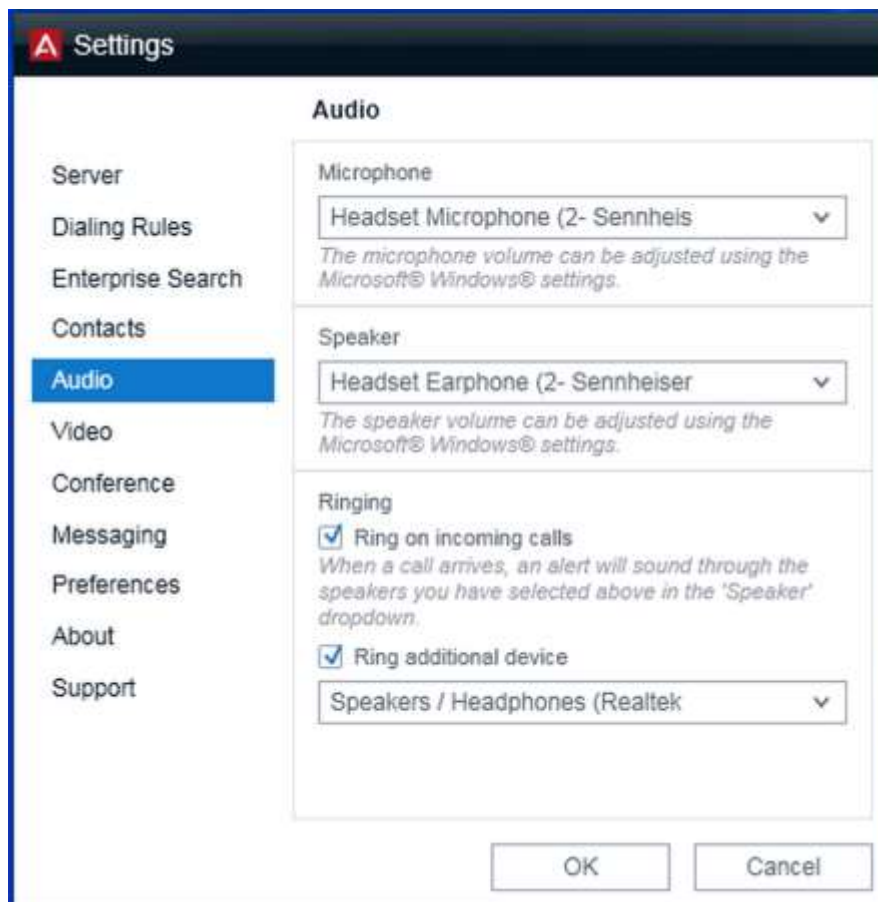 Settings
Audio
Server
Dialing Rules
Enterprise Search
Contacts
Audio
Video
Conference
Messaging
Preferences
About
Support
Microphone
Headset Microphone (2- Sennheis
The microphone volume can be adjusted using the
Microsoft® Windows® settings.
Speaker
Headset Earphone (2- Sennheiser
The speaker volume can be adjusted using the
Microsoft® Windows® settings.
Ringing
Ring on incoming calls
When a call arrives, an alert will sound through the
speakers you have selected above in the 'Speaker'
dropdown.
Ring additional device
Speakers / Headphones (Realtek
OK
Cancel